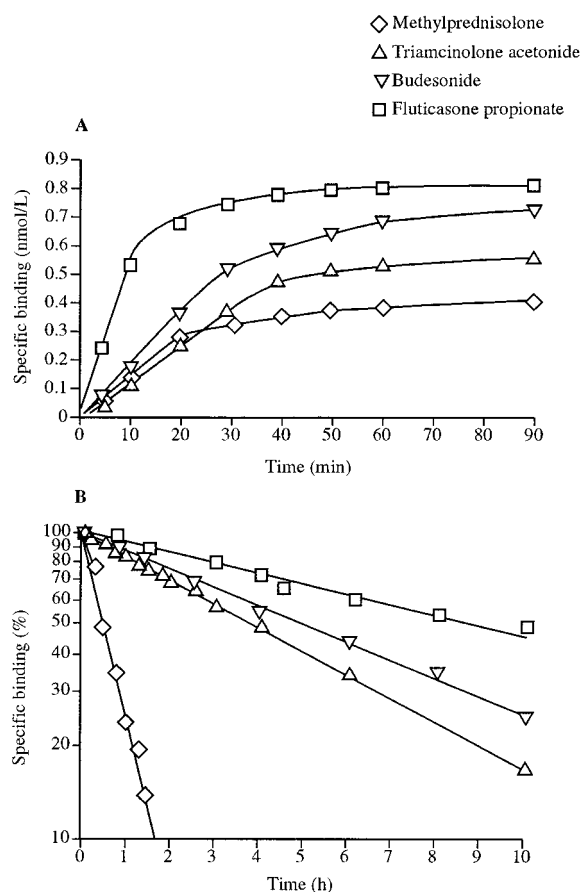 Methylprednisolone
Triamcinolone acetonide
Budesonide
Fluticasone propionate
A
0.9
0.8
0.7
0.6
0.5
0.4
0.3
0.2
0.1
0
Specific binding (nmol/L)
0 10 20 30 40 50 60 70 80 90
Time (min)
B
100
90
80
70
60
50
40
30
20
10
Specific binding (%)
0 1 2 3 4 5 6 7 8 9 10
Time (h)